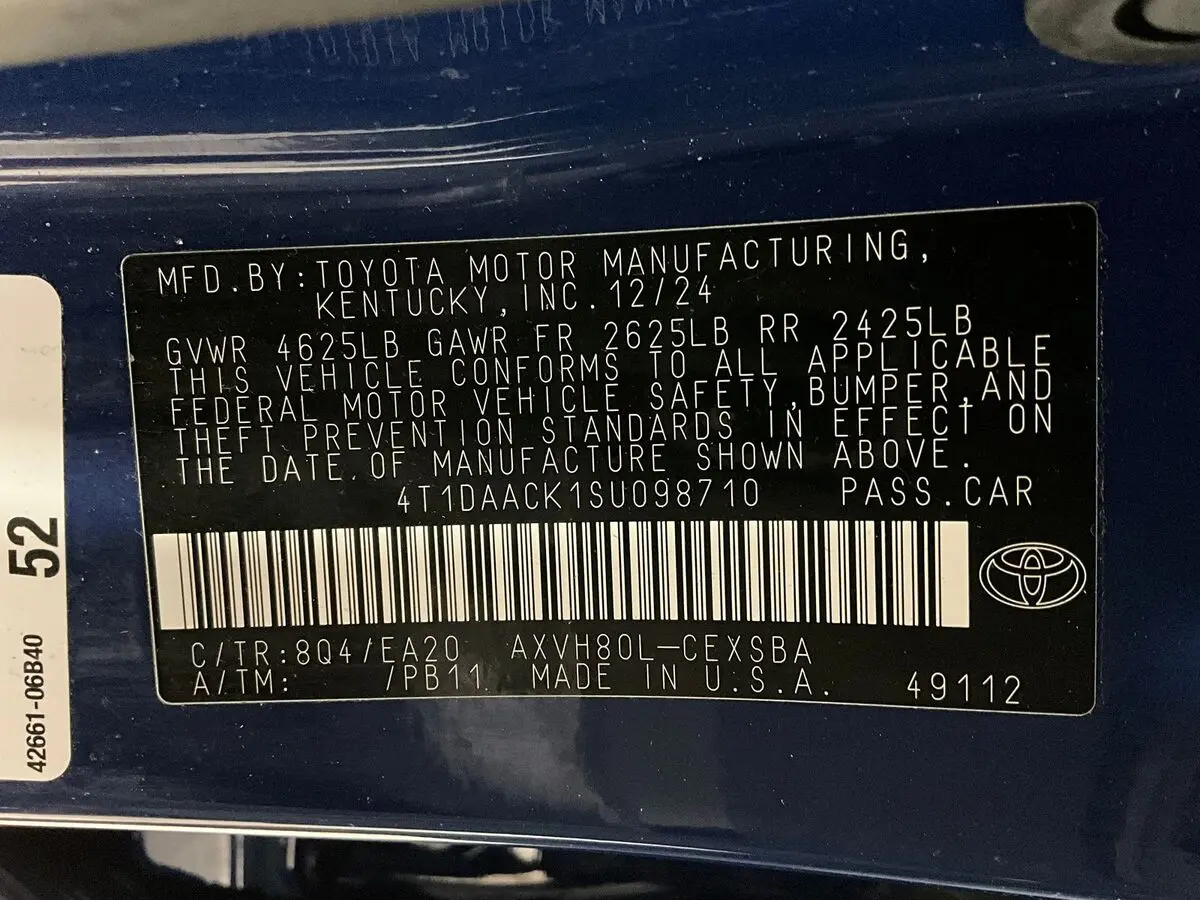 MFD.BY:TOYOTA MOTOR MANUFACTURING,
KENTUCKY,INC.12/24
GVWR 4625LB GAWR FR 2625LB RR 2425LB
THIS VEHICLE CONFORMS TO ALL APPLICABLE
FEDERAL MOTOR VEHICLE SAFETY,BUMPER,AND
THEFT PREVENTION STANDARDS IN EFFECT ON
THE DATE OF MANUFACTURE SHOWN ABOVE.
4T1DAACK1SU098710 PASS.CAR
C/TR:8Q4/EA20 AXVH80L-CEXSBA
A/TM: /PB11 MADE IN U.S.A. 49112
52
42661-06B40